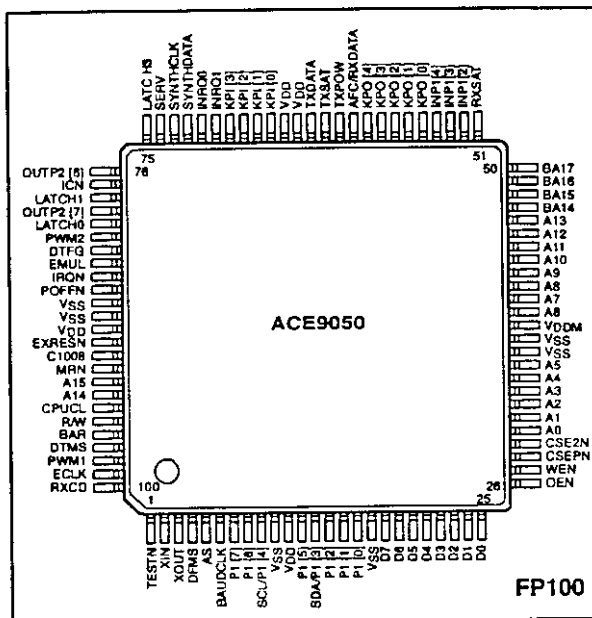 LATCH3
SERV
SYNTHCLK
SYNTHDATA
INRQ0
INRQ1
KPI [3]
KPI [2]
KPI [1]
KPI [0]
VDD
VDD
TXDATA
TXSAT
TXPOW
AFC/RXDATA
KPO [4]
KPO [3]
KPO [2]
KPO [1]
KPO [0]
INP1 [4]
INP1 [3]
INP1 [2]
RXSAT
75
51
76
50
OUTP2 [6]
ICN
LATCH1
OUTP2 [7]
LATCH0
PWM2
DTFG
EMUL
IRQN
POFFN
VSS
VSS
VDD
EXRESN
C1008
MRN
A15
A14
CPUCL
R/W
BAR
DTMS
PWM1
ECLK
RXCD
ACE9050
BA17
BA16
BA15
BA14
A13
A12
A11
A10
A9
A8
A7
A6
VDDM
VSS
VSS
A5
A4
A3
A2
A1
A0
CSE2N
CSEPN
WEN
OEN
100
26
1
25
TESTN
XIN
XOUT
DFMS
AS
BAUDCLK
P1 [7]
P1 [6]
SCL/P1 [4]
VSS
VDD
P1 [5]
SDA/P1 [3]
P1 [2]
P1 [1]
P1 [0]
VSS
D7
D6
D5
D4
D3
D2
D1
D0
FP100